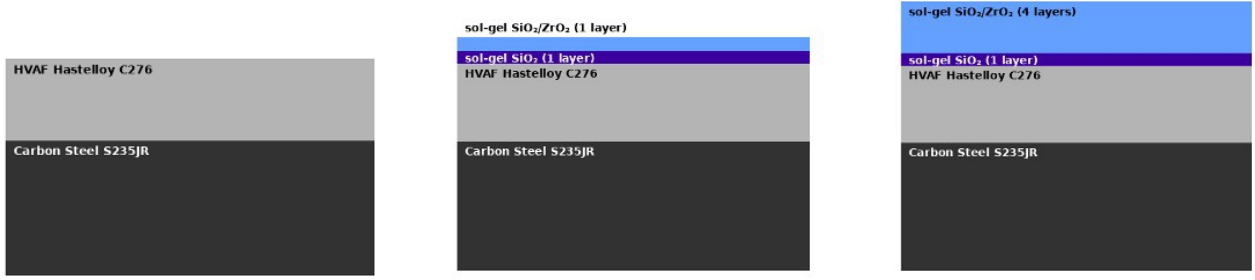 HVAF Hastelloy C276
Carbon Steel S235JR
sol-gel SiO₂/ZrO₂ (1 layer)
sol-gel SiO₂ (1 layer)
HVAF Hastelloy C276
Carbon Steel S235JR
sol-gel SiO₂/ZrO₂ (4 layers)
sol-gel SiO₂ (1 layer)
HVAF Hastelloy C276
Carbon Steel S235JR